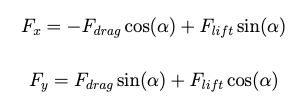 F_x = −F_{drag} cos(α) + F_{lift} sin(α)
F_y = F_{drag} sin(α) + F_{lift} cos(α)